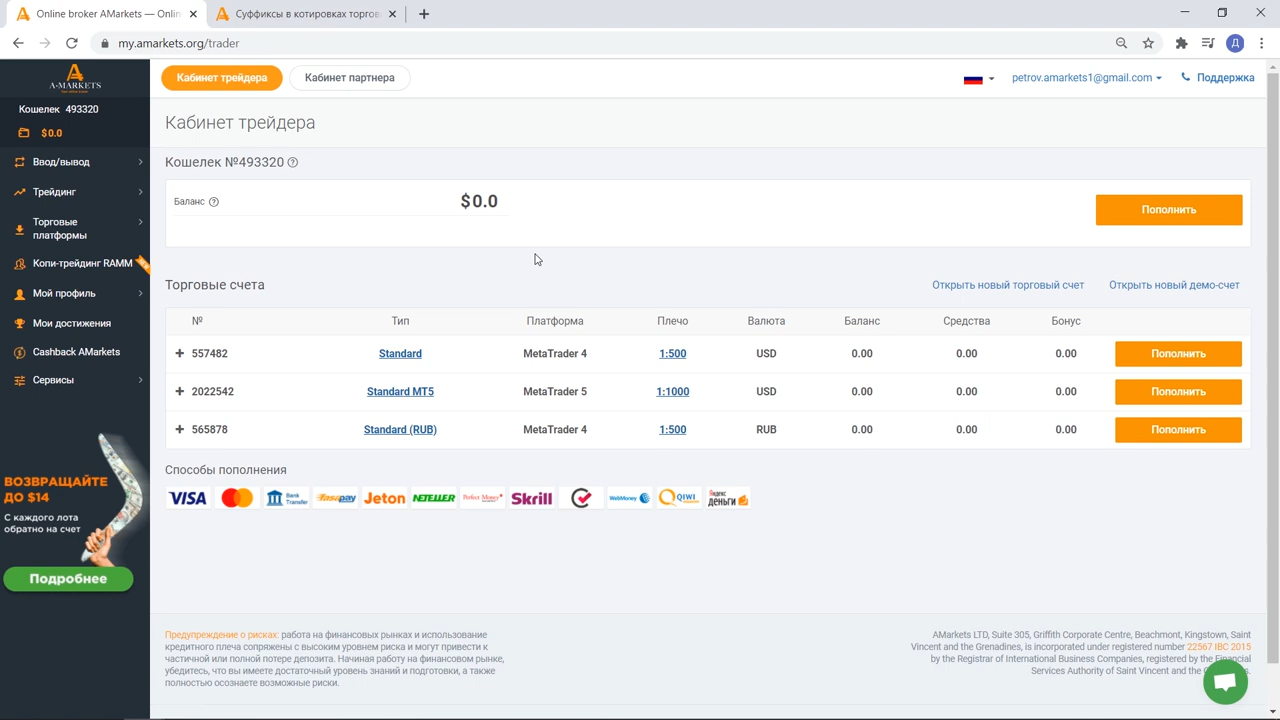 Online broker AMarkets — Onlin
Суффиксы в котировках торгов
my.amarkets.org/trader
Д
A-MARKETS
Кошелек 493320
$0.0
Ввод/вывод
Трейдинг
Торговые
платформы
Копи-трейдинг RAMM
Мой профиль
Мои достижения
Cashback AMarkets
Сервисы
ВОЗВРАЩАЙТЕ
ДО $14
С каждого лота
обратно на счет
Подробнее
Кабинет трейдера
Кабинет партнера
petrov.amarkets1@gmail.com
Поддержка
Кабинет трейдера
Кошелек №493320
Баланс
$0.0
Пополнить
Торговые счета
Открыть новый торговый счет
Открыть новый демо-счет
№ Тип Платформа Плечо Валюта Баланс Средства Бонус
557482 Standard MetaTrader 4 1:500 USD 0.00 0.00 0.00 Пополнить
2022542 Standard MT5 MetaTrader 5 1:1000 USD 0.00 0.00 0.00 Пополнить
565878 Standard (RUB) MetaTrader 4 1:500 RUB 0.00 0.00 0.00 Пополнить
Способы пополнения
VISA
Bank
Transfer
fasapay
Jeton
NETELLER
Perfect Money
Skrill
WebMoney
QIWI
Яндекс
деньги
Предупреждение о рисках: работа на финансовых рынках и использование
кредитного плеча сопряжены с высоким уровнем риска и могут привести к
частичной или полной потере депозита. Начиная работу на финансовом рынке,
убедитесь, что вы имеете достаточный уровень знаний и подготовки, а также
полностью осознаете возможные риски.
AMarkets LTD, Suite 305, Griffith Corporate Centre, Beachmont, Kingstown, Saint
Vincent and the Grenadines, is incorporated under registered number 22567 IBC 2015
by the Registrar of International Business Companies, registered by the Financial
Services Authority of Saint Vincent and the